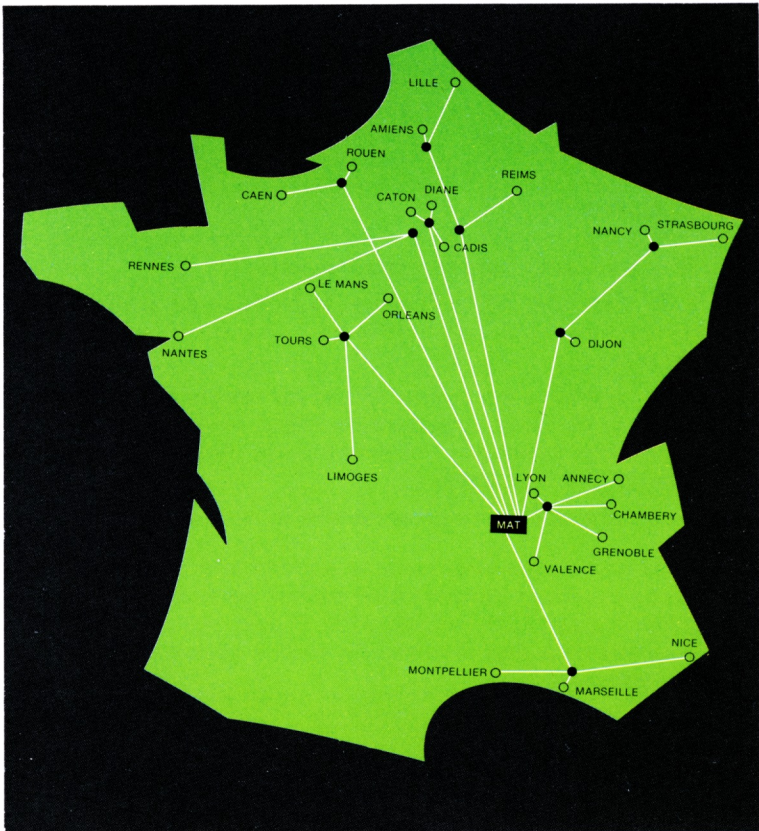 LILLE
AMIENS
ROUEN
REIMS
CAEN
CATON
DIANE
CADIS
NANCY
STRASBOURG
RENNES
LE MANS
ORLEANS
NANTES
TOURS
DIJON
LIMOGES
LYON
ANNECY
MAT
CHAMBERY
GRENOBLE
VALENCE
NICE
MONTPELLIER
MARSEILLE